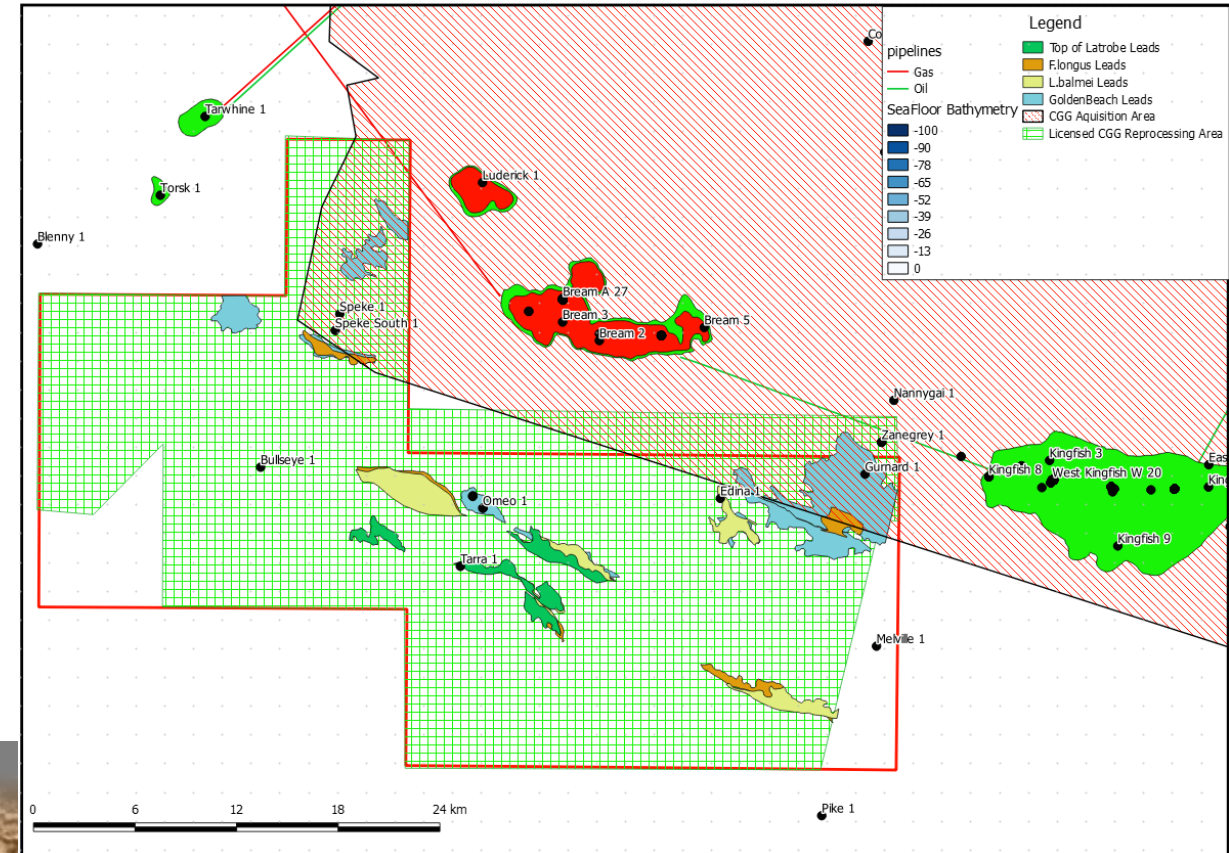 Legend
pipelines
Gas
Oil
SeaFloor Bathymetry
-100
-90
-78
-65
-52
-39
-26
-13
0
Top of Latrobe Leads
F.longus Leads
L.balmei Leads
GoldenBeach Leads
CGG Aquisition Area
Licensed CGG Reprocessing Area
Co
Tarwhine 1
Torsk 1
Luderick 1
Blenny 1
Bream A 27
Speke 1
Bream 3
Bream 5
Speke South 1
Bream 2
Nannygai 1
Zanegrey 1
Kingfish 3
Eas
Bullseye 1
Gurnard 1
Kingfish 8
West Kingfish W 20
King
Edina 1
Omeo 1
Kingfish 9
Tarra 1
Melville 1
Pike 1
0 6 12 18 24 km